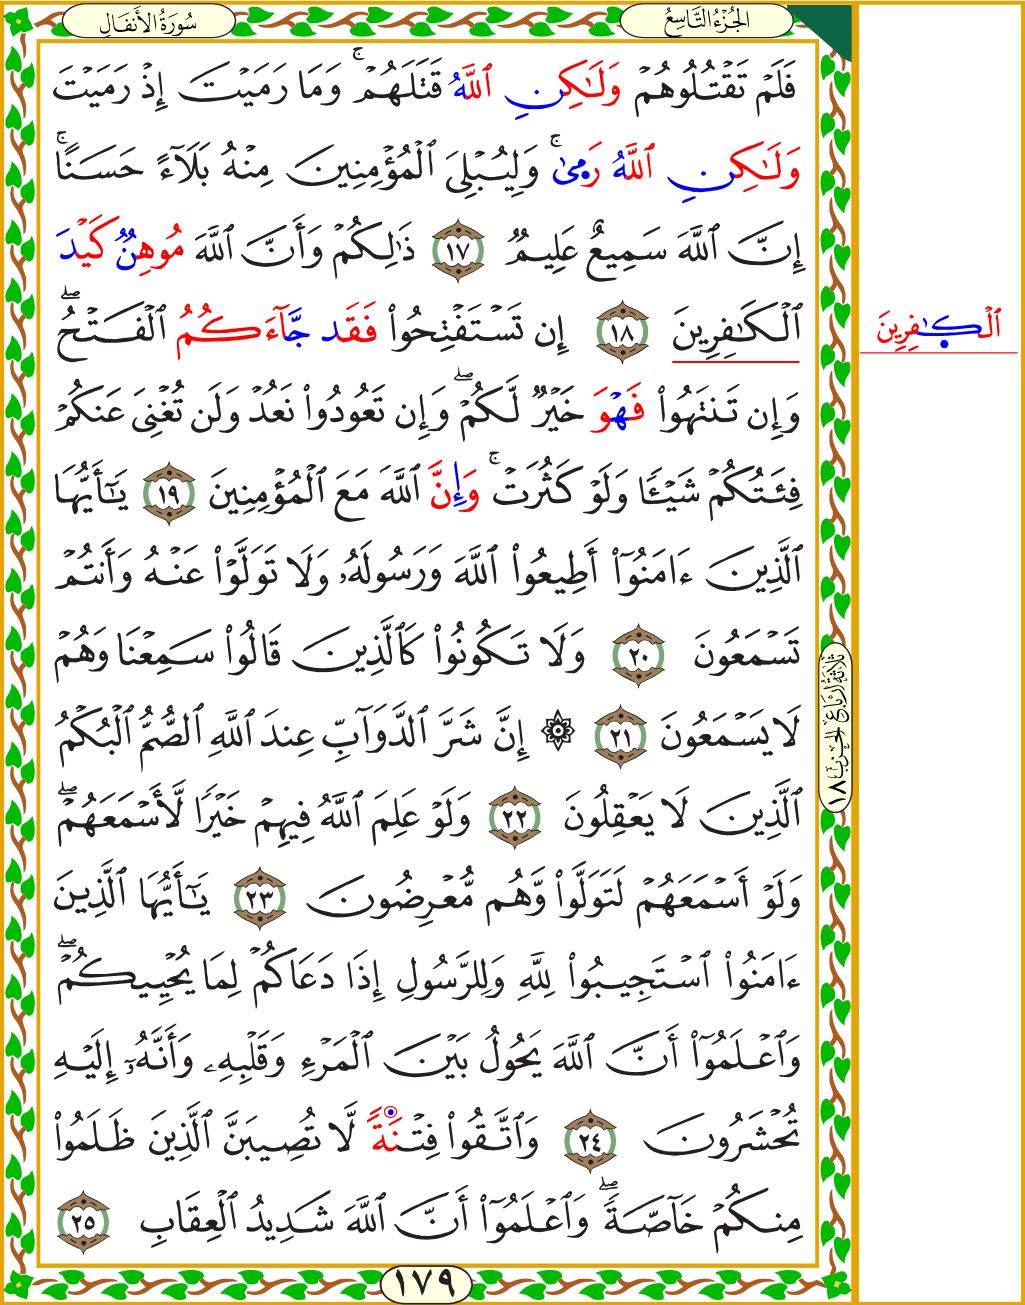 سُورَةُ الأَنفَالِ
الجُزْءُ التَّاسِعُ
فَلَمۡ تَقۡتُلُوهُمۡ وَلَٰكِنِ ٱللَّهُ قَتَلَهُمۡۚ وَمَا رَمَيۡتَ إِذۡ رَمَيۡتَ
وَلَٰكِنِ ٱللَّهُ رَمٜىٰۚ وَلِيُبۡلِيَ ٱلۡمُؤۡمِنِينَ مِنۡهُ بَلَآءً حَسَنًاۚ
إِنَّ ٱللَّهَ سَمِيعٌ عَلِيمٌ ١٧ ذَٰلِكُمۡ وَأَنَّ ٱللَّهَ مُوهِنٌ كَيۡدَ
ٱلۡكَٰفِرِينَ ١٨ إِن تَسۡتَفۡتِحُواْ فَقَد جَّآءَكُمُ ٱلۡفَتۡحُۖ
ٱلۡكٰٜفِرِينَ
وَإِن تَنتَهُواْ فَهۡوَ خَيۡرٌ لَّكُمۡۖ وَإِن تَعُودُواْ نَعُدۡ وَلَن تُغۡنِيَ عَنكُمۡ
فِئَتُكُمۡ شَيۡـًٔا وَلَوۡ كَثُرَتۡۚ وَإِنَّ ٱللَّهَ مَعَ ٱلۡمُؤۡمِنِينَ ١٩ يَٰٓأَيُّهَا
ٱلَّذِينَ ءَامَنُوٓاْ أَطِيعُواْ ٱللَّهَ وَرَسُولَهُۥ وَلَا تَوَلَّوۡاْ عَنۡهُ وَأَنتُمۡ
تَسۡمَعُونَ ٢٠ وَلَا تَكُونُواْ كَٱلَّذِينَ قَالُواْ سَمِعۡنَا وَهُمۡ
لَا يَسۡمَعُونَ ٢١ ۞ إِنَّ شَرَّ ٱلدَّوَآبِّ عِندَ ٱللَّهِ ٱلصُّمُّ ٱلۡبُكۡمُ
ثَلَاثَةُ أَرْبَاعِ الحِزْبِ ١٨
ٱلَّذِينَ لَا يَعۡقِلُونَ ٢٢ وَلَوۡ عَلِمَ ٱللَّهُ فِيهِمۡ خَيۡرًا لَّأَسۡمَعَهُمۡۖ
وَلَوۡ أَسۡمَعَهُمۡ لَتَوَلَّواْ وَّهُم مُّعۡرِضُونَ ٢٣ يَٰٓأَيُّهَا ٱلَّذِينَ
ءَامَنُواْ ٱسۡتَجِيبُواْ لِلَّهِ وَلِلرَّسُولِ إِذَا دَعَاكُمۡ لِمَا يُحۡيِيكُمۡۖ
وَٱعۡلَمُوٓاْ أَنَّ ٱللَّهَ يَحُولُ بَيۡنَ ٱلۡمَرۡءِ وَقَلۡبِهِۦ وَأَنَّهُۥٓ إِلَيۡهِ
تُحۡشَرُونَ ٢٤ وَٱتَّقُواْ فِتۡنَةً لَّا تُصِيبَنَّ ٱلَّذِينَ ظَلَمُواْ
مِنكُمۡ خَآصَّةًۖ وَٱعۡلَمُوٓاْ أَنَّ ٱللَّهَ شَدِيدُ ٱلۡعِقَابِ ٢٥
١٧٩